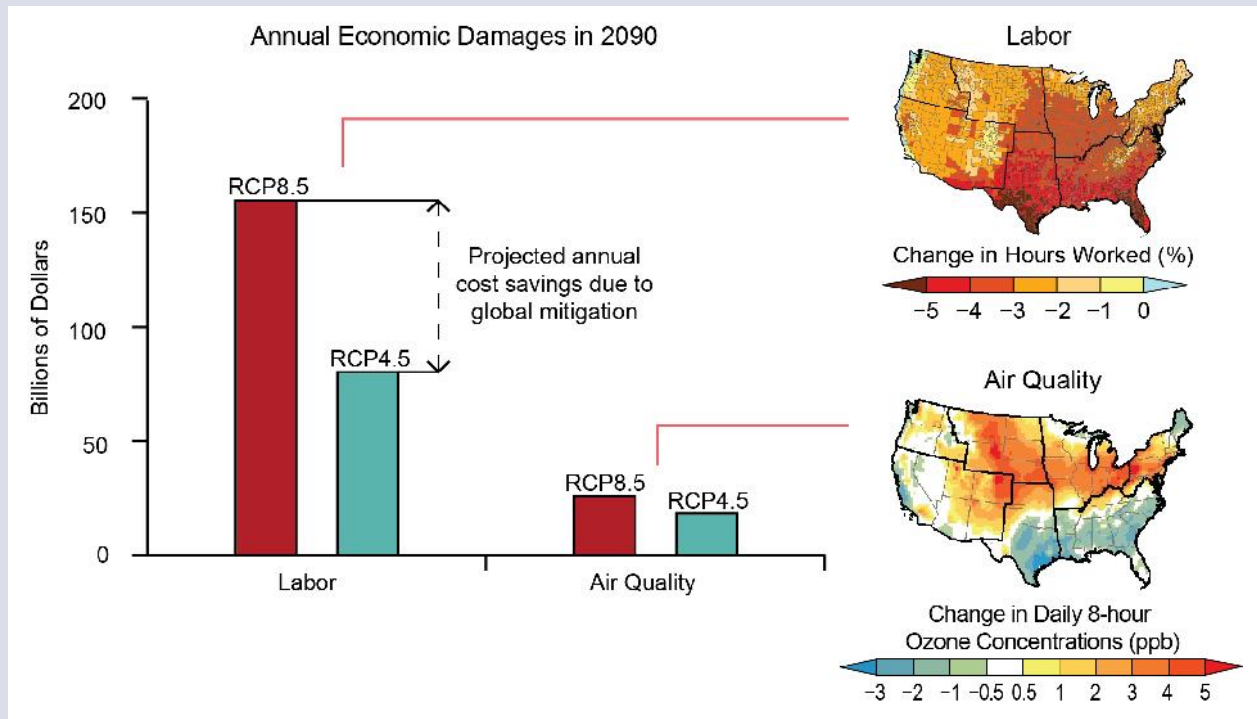 Annual Economic Damages in 2090
Billions of Dollars
200
150
100
50
0
RCP8.5
RCP4.5
Projected annual
cost savings due to
global mitigation
RCP8.5
RCP4.5
Labor
Air Quality
Labor
Change in Hours Worked (%)
−5 −4 −3 −2 −1 0
Air Quality
Change in Daily 8-hour
Ozone Concentrations (ppb)
−3 −2 −1 −0.5 0.5 1 2 3 4 5